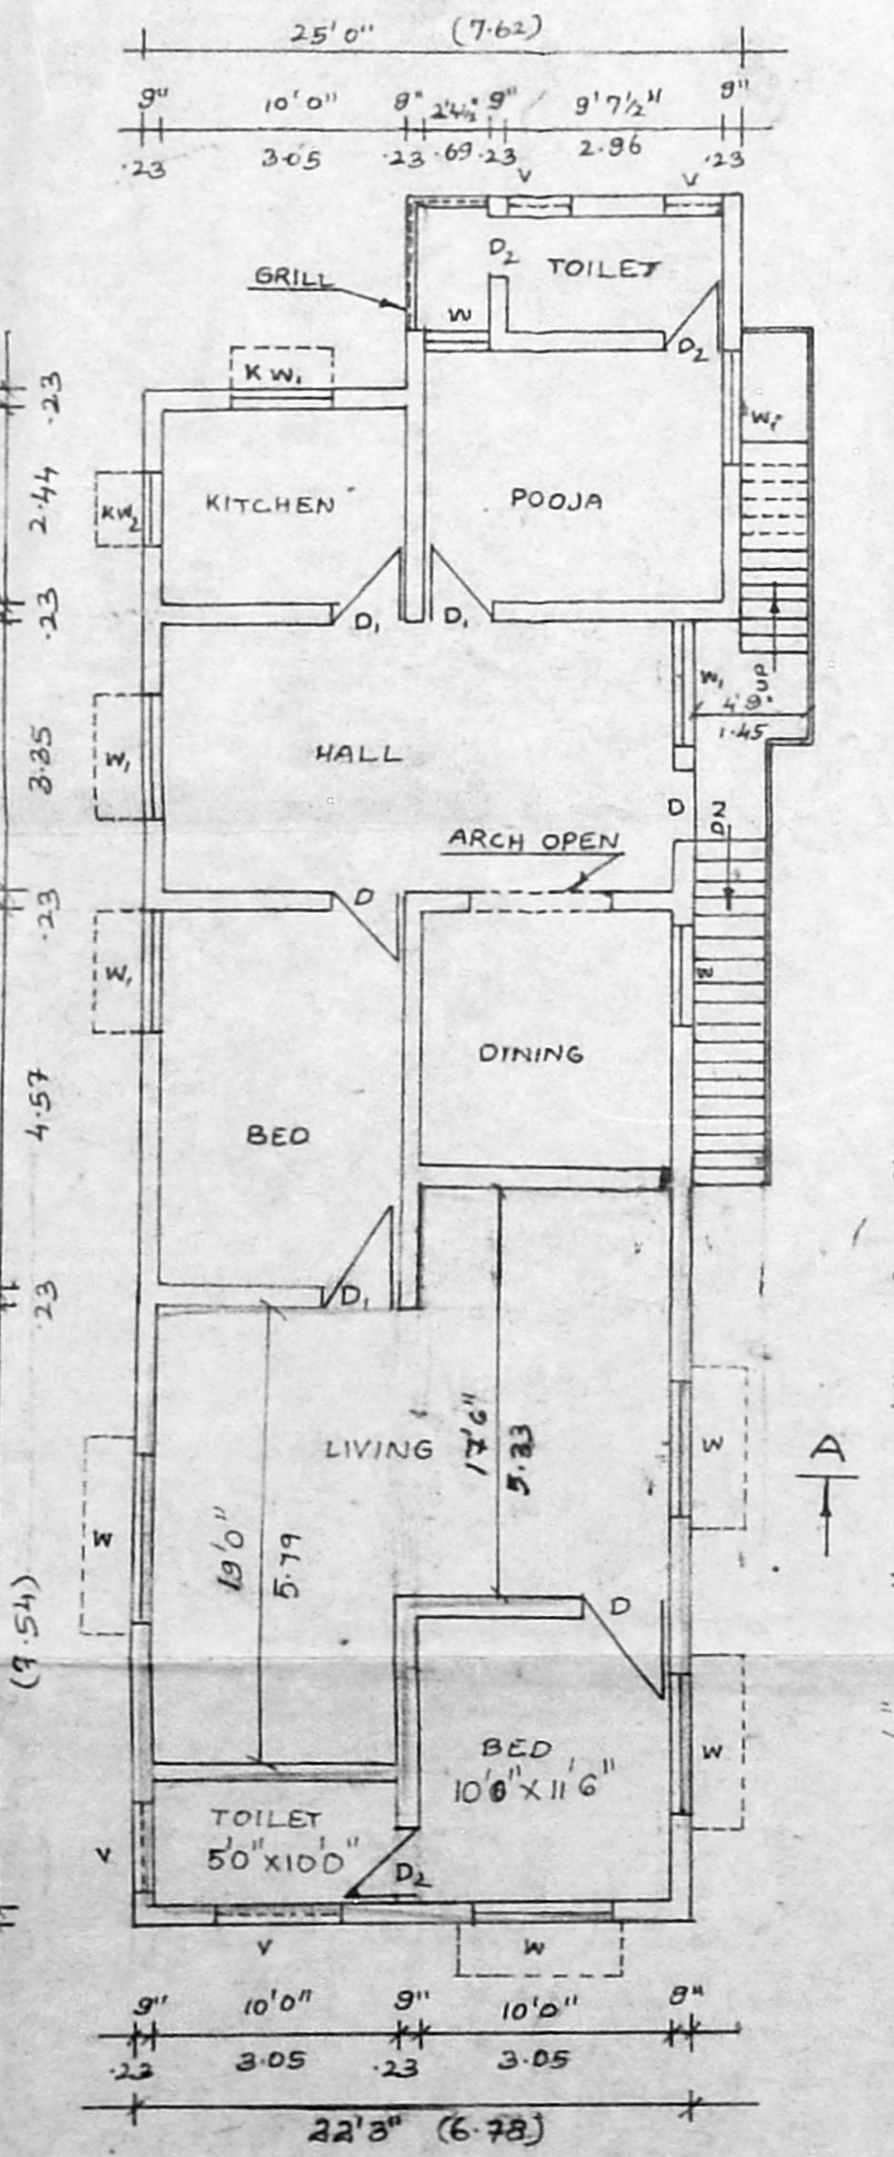 25'0" (7.62)
9" 10'0" 9" 2'4½" 9" 9'7½" 9"
.23 3.05 .23 .69 .23 2.96 .23
V V
D2 TOILET
GRILL
W
D2
KW1
W1
.23
2.44
KITCHEN
POOJA
KW2
.23
D1 D1
UP
W1
4'9"
1.45
3.35
W1
HALL
D
DN
ARCH OPEN
.23
D
W1
W
DINING
4.57
BED
.23
D1
LIVING
17'6"
5.33
W
A
W
19'0"
5.79
D
(7.54)
BED
10'0" X 11'6"
W
TOILET
5'0" X 10'0"
V
D2
V
W
9" 10'0" 9" 10'0" 9"
.23 3.05 .23 3.05
22'3" (6.78)